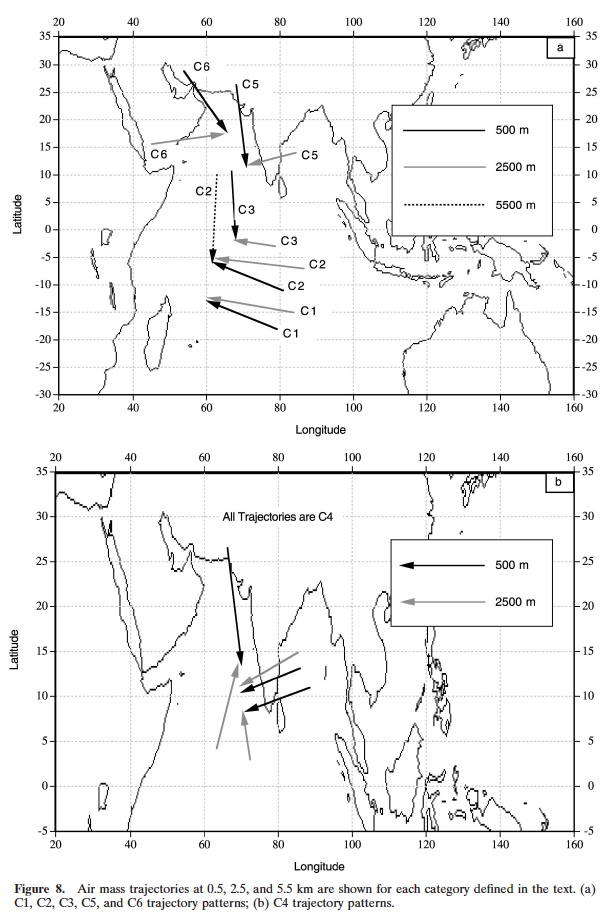 20 40 60 80 100 120 140 160
35 35
a
30 30
C6
C5
25 25
20 20
500 m
15 15
C6
C5
2500 m
10 10
C2
5 5
C3
5500 m
0 0
C3
-5 -5
C2
-10 -10
C2
-15 -15
C1
C1
-20 -20
-25 -25
-30 -30
20 40 60 80 100 120 140 160
Latitude
Longitude
20 40 60 80 100 120 140 160
35 35
b
All Trajectories are C4
30 30
25 25
500 m
20 20
2500 m
15 15
10 10
5 5
0 0
-5 -5
20 40 60 80 100 120 140 160
Latitude
Longitude
Figure 8. Air mass trajectories at 0.5, 2.5, and 5.5 km are shown for each category defined in the text. (a)
C1, C2, C3, C5, and C6 trajectory patterns; (b) C4 trajectory patterns.